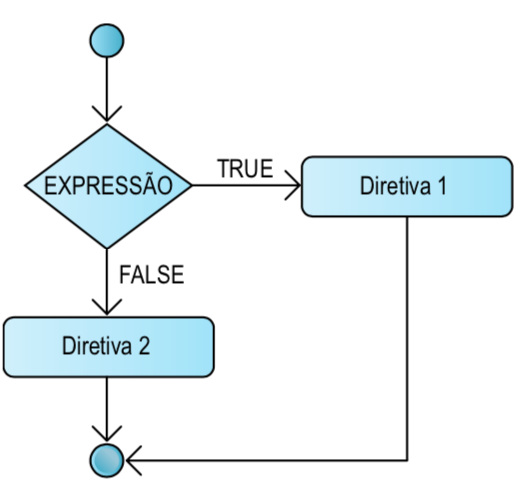 EXPRESSÃO
TRUE
Diretiva 1
FALSE
Diretiva 2